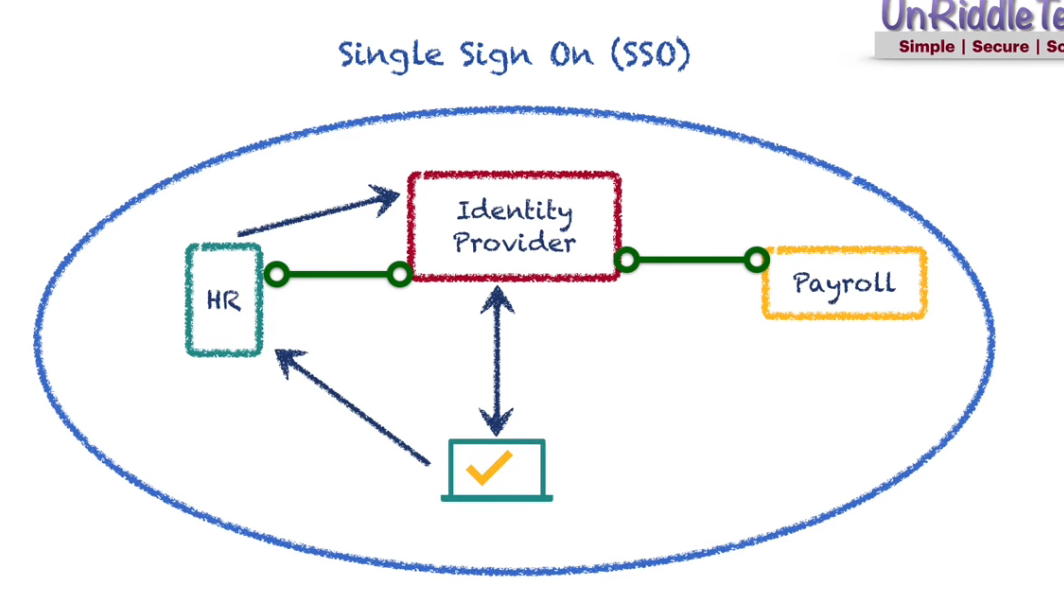 UnRiddleTe
Simple | Secure | Sc
Single Sign On (SSO)
Identity
Provider
HR
Payroll